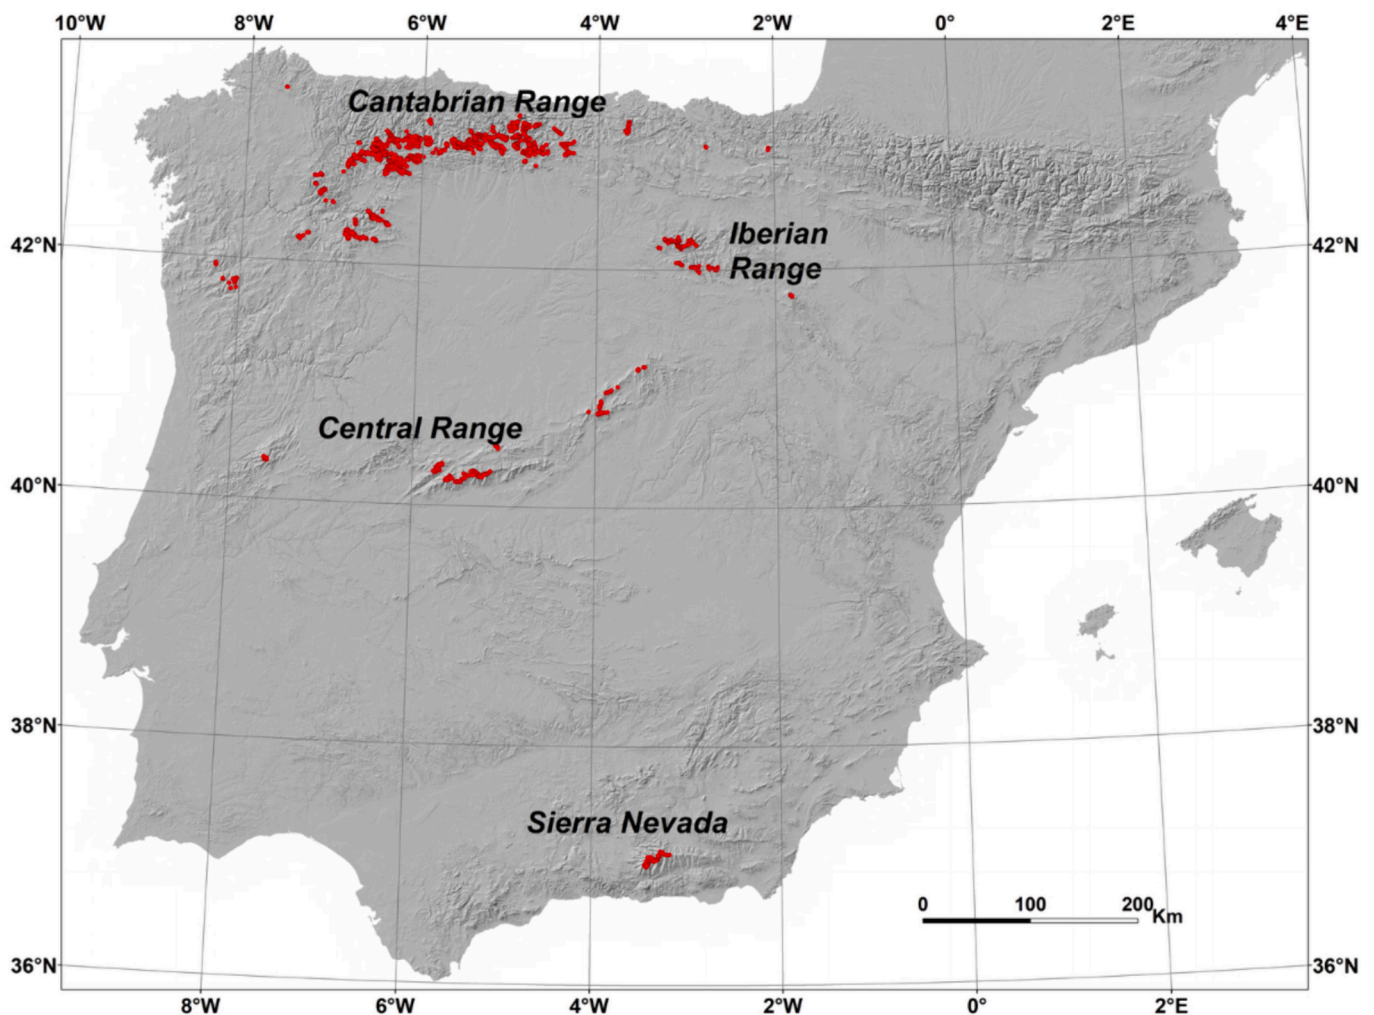 10°W 8°W 6°W 4°W 2°W 0° 2°E 4°E
Cantabrian Range
Iberian
Range
42°N 42°N
Central Range
40°N 40°N
38°N 38°N
Sierra Nevada
0 100 200 Km
36°N 36°N
8°W 6°W 4°W 2°W 0° 2°E